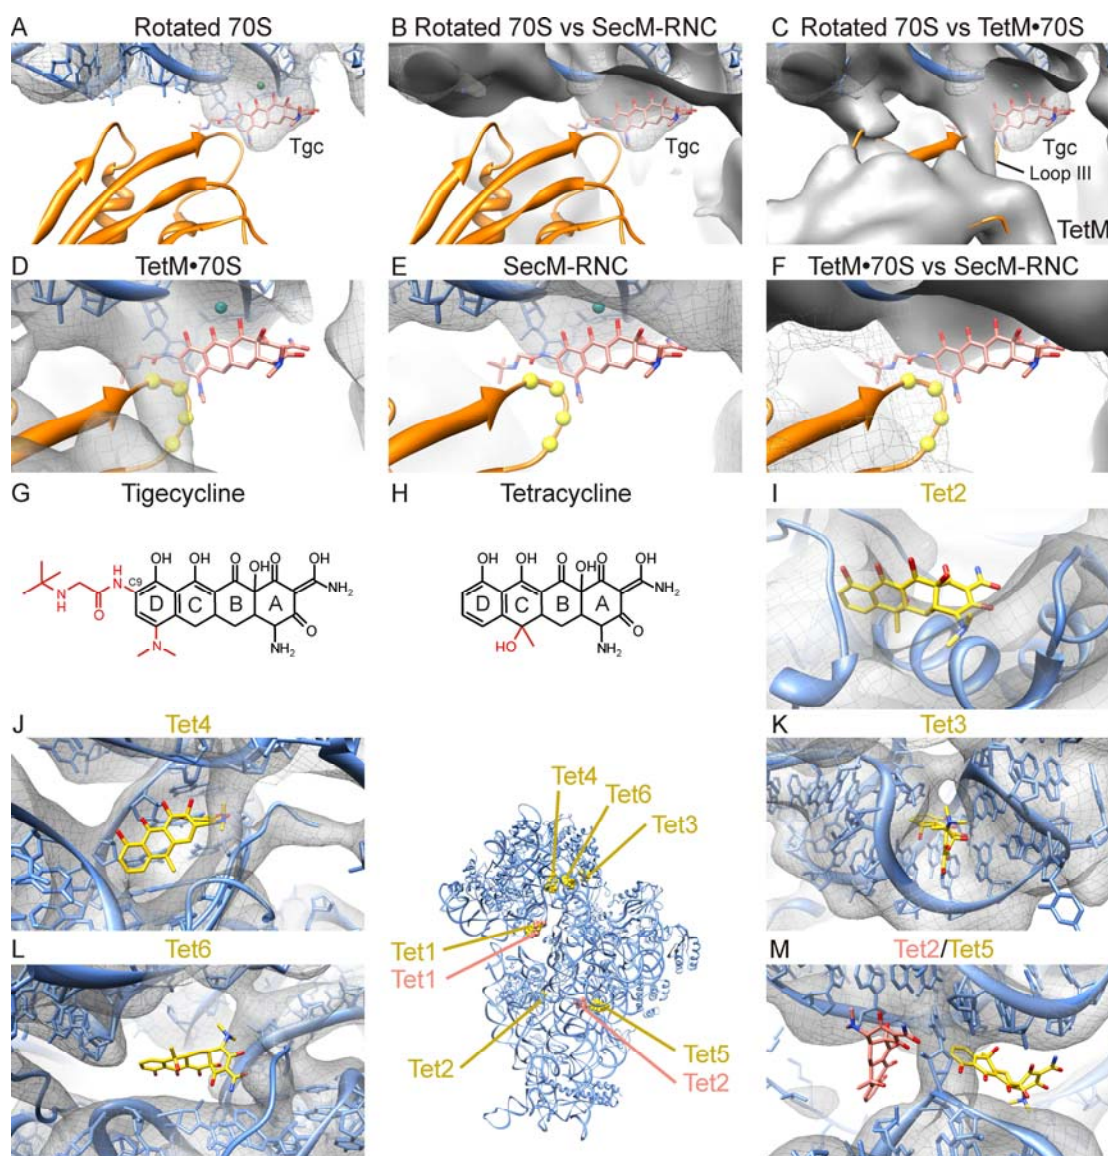 A Rotated 70S
B Rotated 70S vs SecM-RNC
C Rotated 70S vs TetM•70S
Tgc
Tgc
Tgc
Loop III
TetM
D TetM•70S
E SecM-RNC
F TetM•70S vs SecM-RNC
G Tigecycline
H Tetracycline
I Tet2
OH OH O OH O OH
H
N C9
N
H
O
D C B A
NH2
O
N
NH2
OH OH O OH O OH
D C B A
NH2
O
HO
NH2
J Tet4
K Tet3
Tet4
Tet6
Tet3
L Tet6
Tet1
Tet1
M Tet2/Tet5
Tet2
Tet5
Tet2